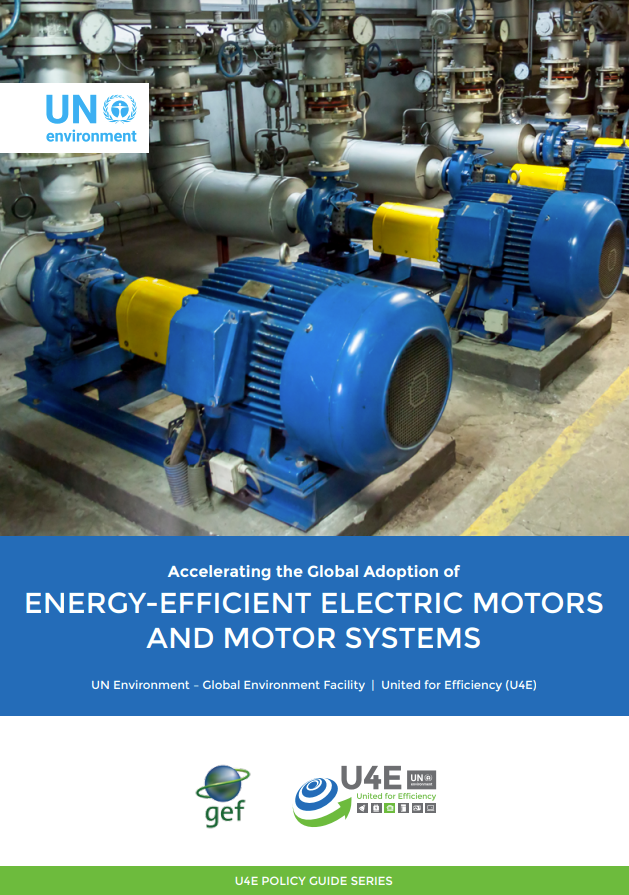 UN
environment
Accelerating the Global Adoption of
ENERGY-EFFICIENT ELECTRIC MOTORS
AND MOTOR SYSTEMS
UN Environment – Global Environment Facility | United for Efficiency (U4E)
gef
U4E
UN
environment
United for Efficiency
U4E POLICY GUIDE SERIES